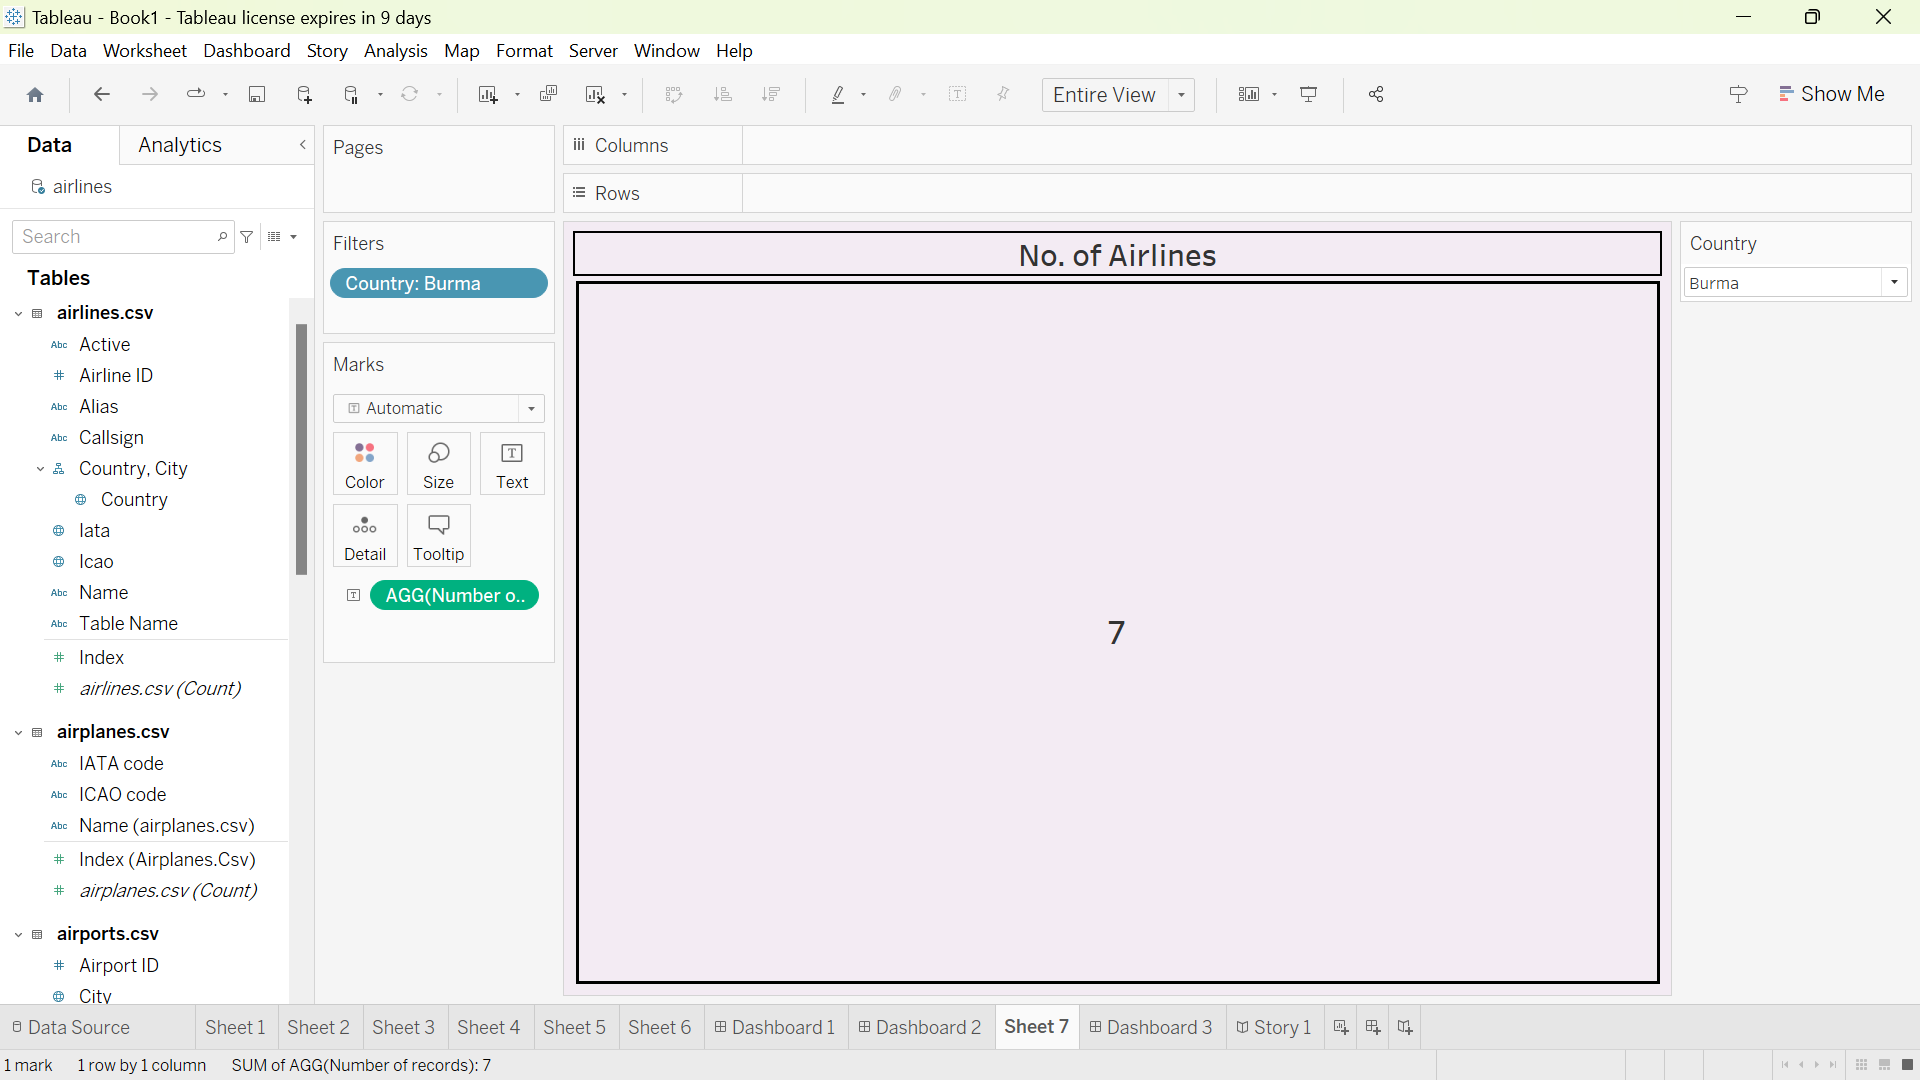 Tableau - Book1 - Tableau license expires in 9 days
File Data Worksheet Dashboard Story Analysis Map Format Server Window Help
Entire View
Show Me
Data
Analytics
airlines
Search
Tables
airlines.csv
Abc Active
# Airline ID
Abc Alias
Abc Callsign
Country, City
Country
Iata
Icao
Abc Name
Abc Table Name
# Index
# airlines.csv (Count)
airplanes.csv
Abc IATA code
Abc ICAO code
Abc Name (airplanes.csv)
# Index (Airplanes.Csv)
# airplanes.csv (Count)
airports.csv
# Airport ID
City
Pages
Filters
Country: Burma
Marks
T Automatic
Color Size T Text
Detail Tooltip
T AGG(Number o..
iii Columns
Rows
No. of Airlines
7
Country
Burma
Data Source Sheet 1 Sheet 2 Sheet 3 Sheet 4 Sheet 5 Sheet 6 Dashboard 1 Dashboard 2 Sheet 7 Dashboard 3 Story 1
1 mark 1 row by 1 column SUM of AGG(Number of records): 7